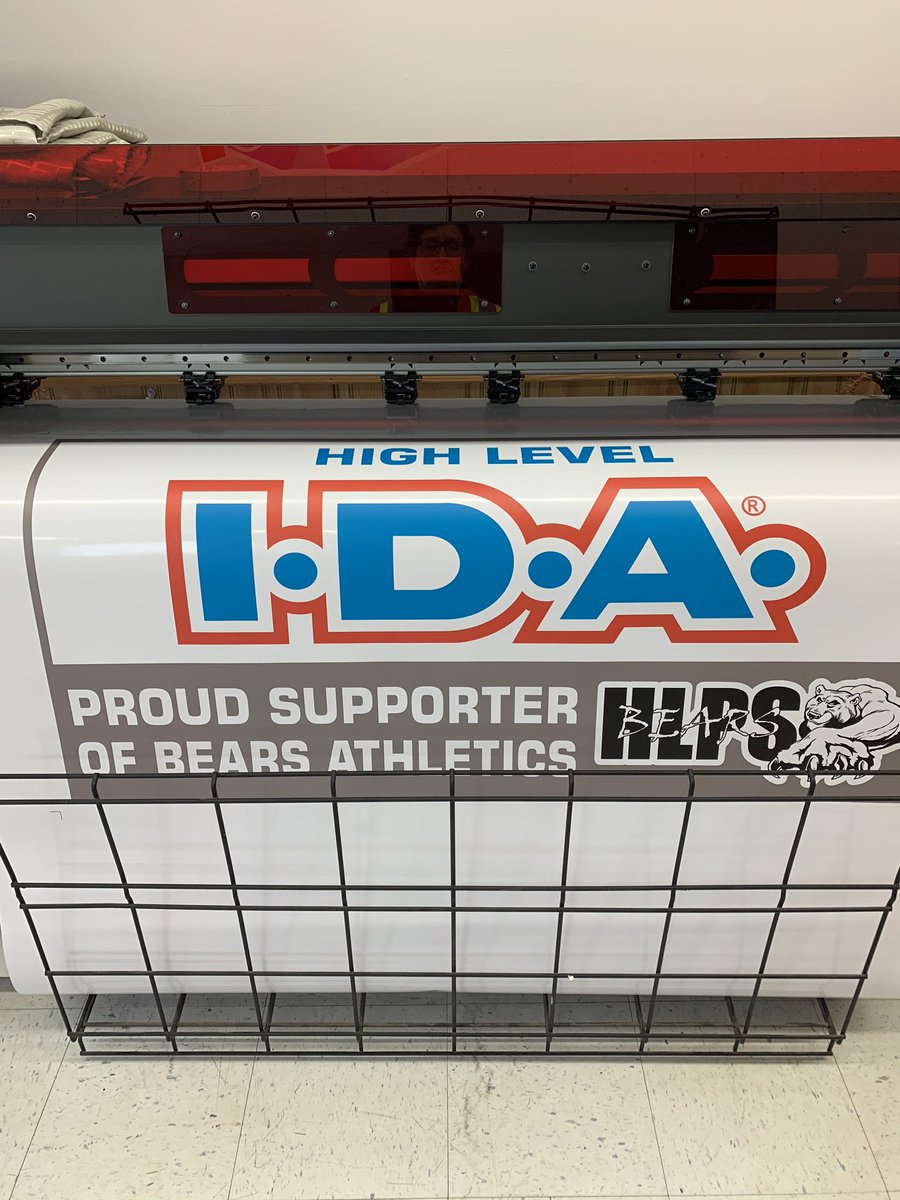 HIGH LEVEL
I·D·A·®
PROUD SUPPORTER
OF BEARS ATHLETICS
HLPS
BEARS